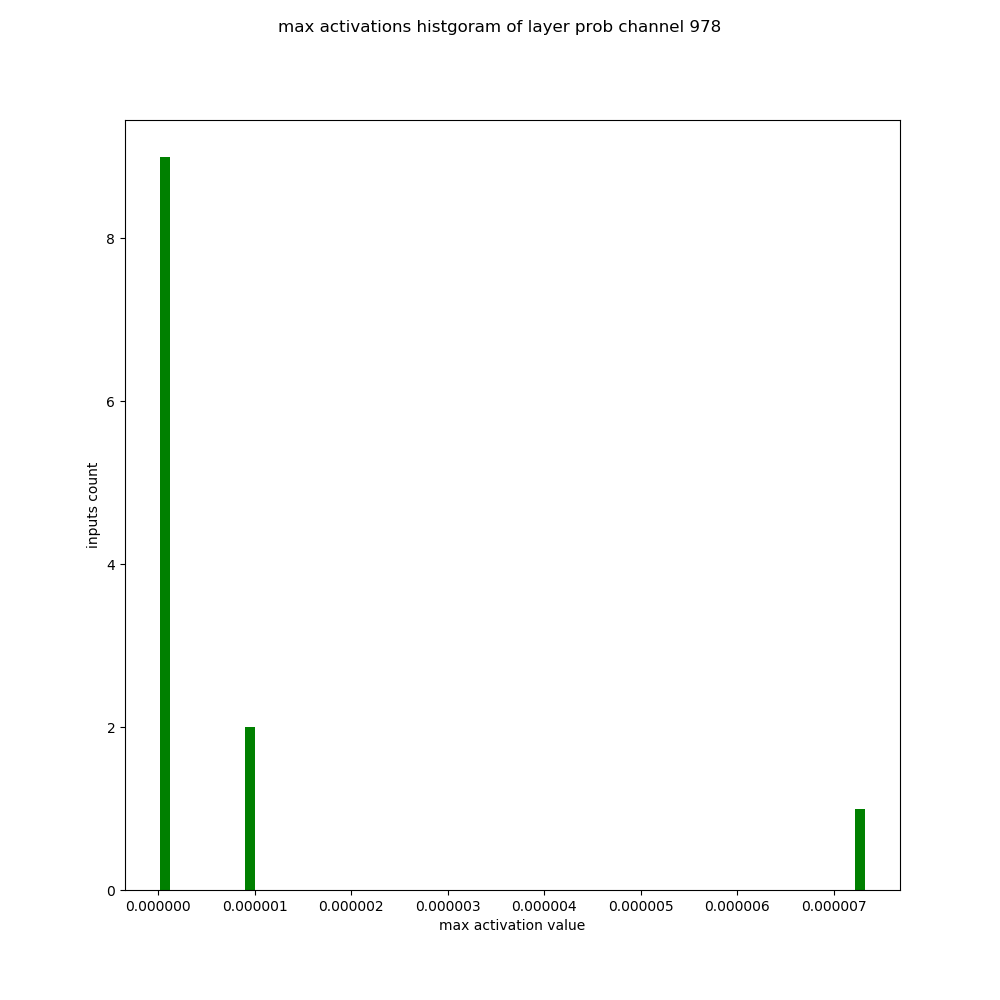 max activations histgoram of layer prob channel 978
8
6
4
2
0
inputs count
0.000000 0.000001 0.000002 0.000003 0.000004 0.000005 0.000006 0.000007
max activation value